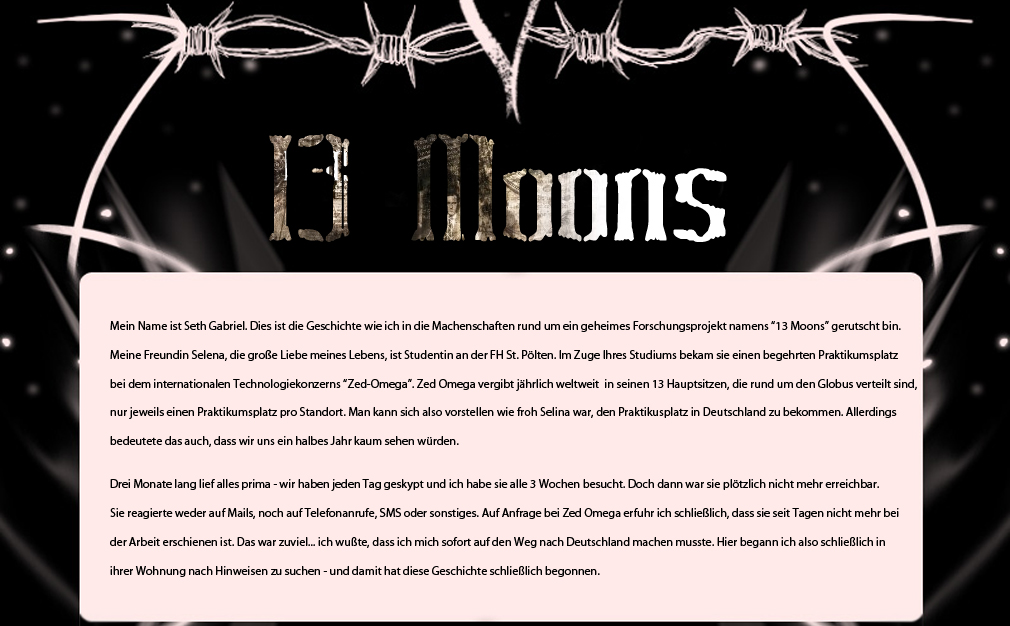 13 Moons
Mein Name ist Seth Gabriel. Dies ist die Geschichte wie ich in die Machenschaften rund um ein geheimes Forschungsprojekt namens “13 Moons” gerutscht bin.
Meine Freundin Selena, die große Liebe meines Lebens, ist Studentin an der FH St. Pölten. Im Zuge Ihres Studiums bekam sie einen begehrten Praktikumsplatz
bei dem internationalen Technologiekonzerns “Zed-Omega”. Zed Omega vergibt jährlich weltweit  in seinen 13 Hauptsitzen, die rund um den Globus verteilt sind,
nur jeweils einen Praktikumsplatz pro Standort. Man kann sich also vorstellen wie froh Selina war, den Praktikusplatz in Deutschland zu bekommen. Allerdings
bedeutete das auch, dass wir uns ein halbes Jahr kaum sehen würden.
Drei Monate lang lief alles prima - wir haben jeden Tag geskypt und ich habe sie alle 3 Wochen besucht. Doch dann war sie plötzlich nicht mehr erreichbar.
Sie reagierte weder auf Mails, noch auf Telefonanrufe, SMS oder sonstiges. Auf Anfrage bei Zed Omega erfuhr ich schließlich, dass sie seit Tagen nicht mehr bei
der Arbeit erschienen ist. Das war zuviel... ich wußte, dass ich mich sofort auf den Weg nach Deutschland machen musste. Hier begann ich also schließlich in
ihrer Wohnung nach Hinweisen zu suchen - und damit hat diese Geschichte schließlich begonnen.